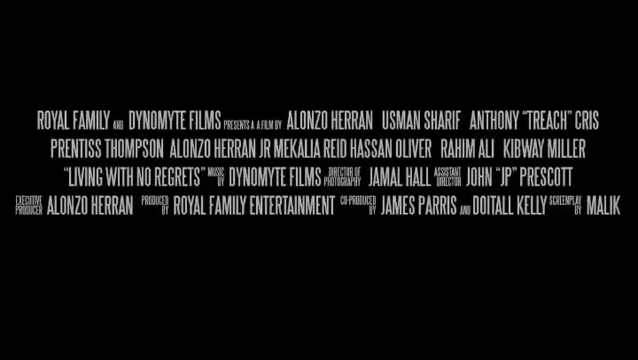 ROYAL FAMILY AND DYNOMYTE FILMS PRESENTS A A FILM BY ALONZO HERRAN USMAN SHARIF ANTHONY "TREACH" CRIS
PRENTISS THOMPSON ALONZO HERRAN JR MEKALIA REID HASSAN OLIVER RAHIM ALI KIBWAY MILLER
"LIVING WITH NO REGRETS" MUSIC BY DYNOMYTE FILMS DIRECTOR OF PHOTOGRAPHY JAMAL HALL ASSISTANT DIRECTOR JOHN "JP" PRESCOTT
EXECUTIVE PRODUCER ALONZO HERRAN PRODUCED BY ROYAL FAMILY ENTERTAINMENT CO-PRODUCED BY JAMES PARRIS AND DOITALL KELLY SCREENPLAY BY MALIK